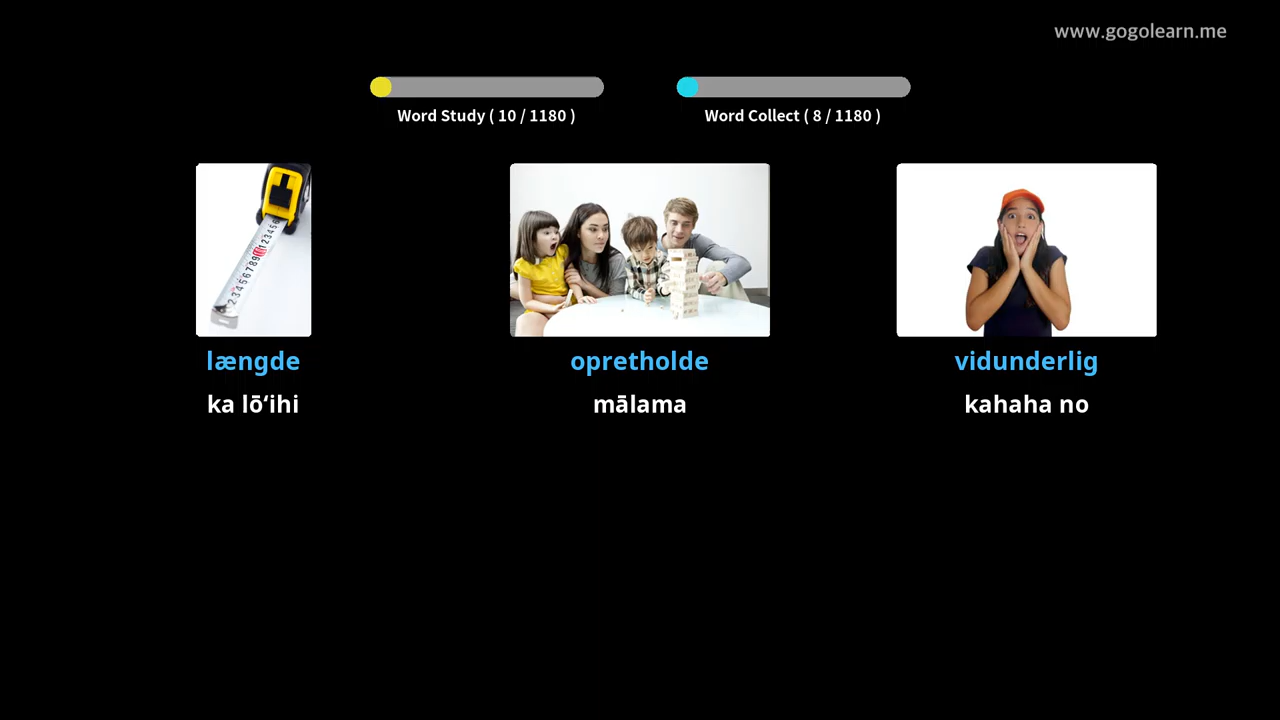 www.gogolearn.me
Word Study ( 10 / 1180 )
Word Collect ( 8 / 1180 )
længde
opretholde
vidunderlig
ka lōʻihi
mālama
kahaha no